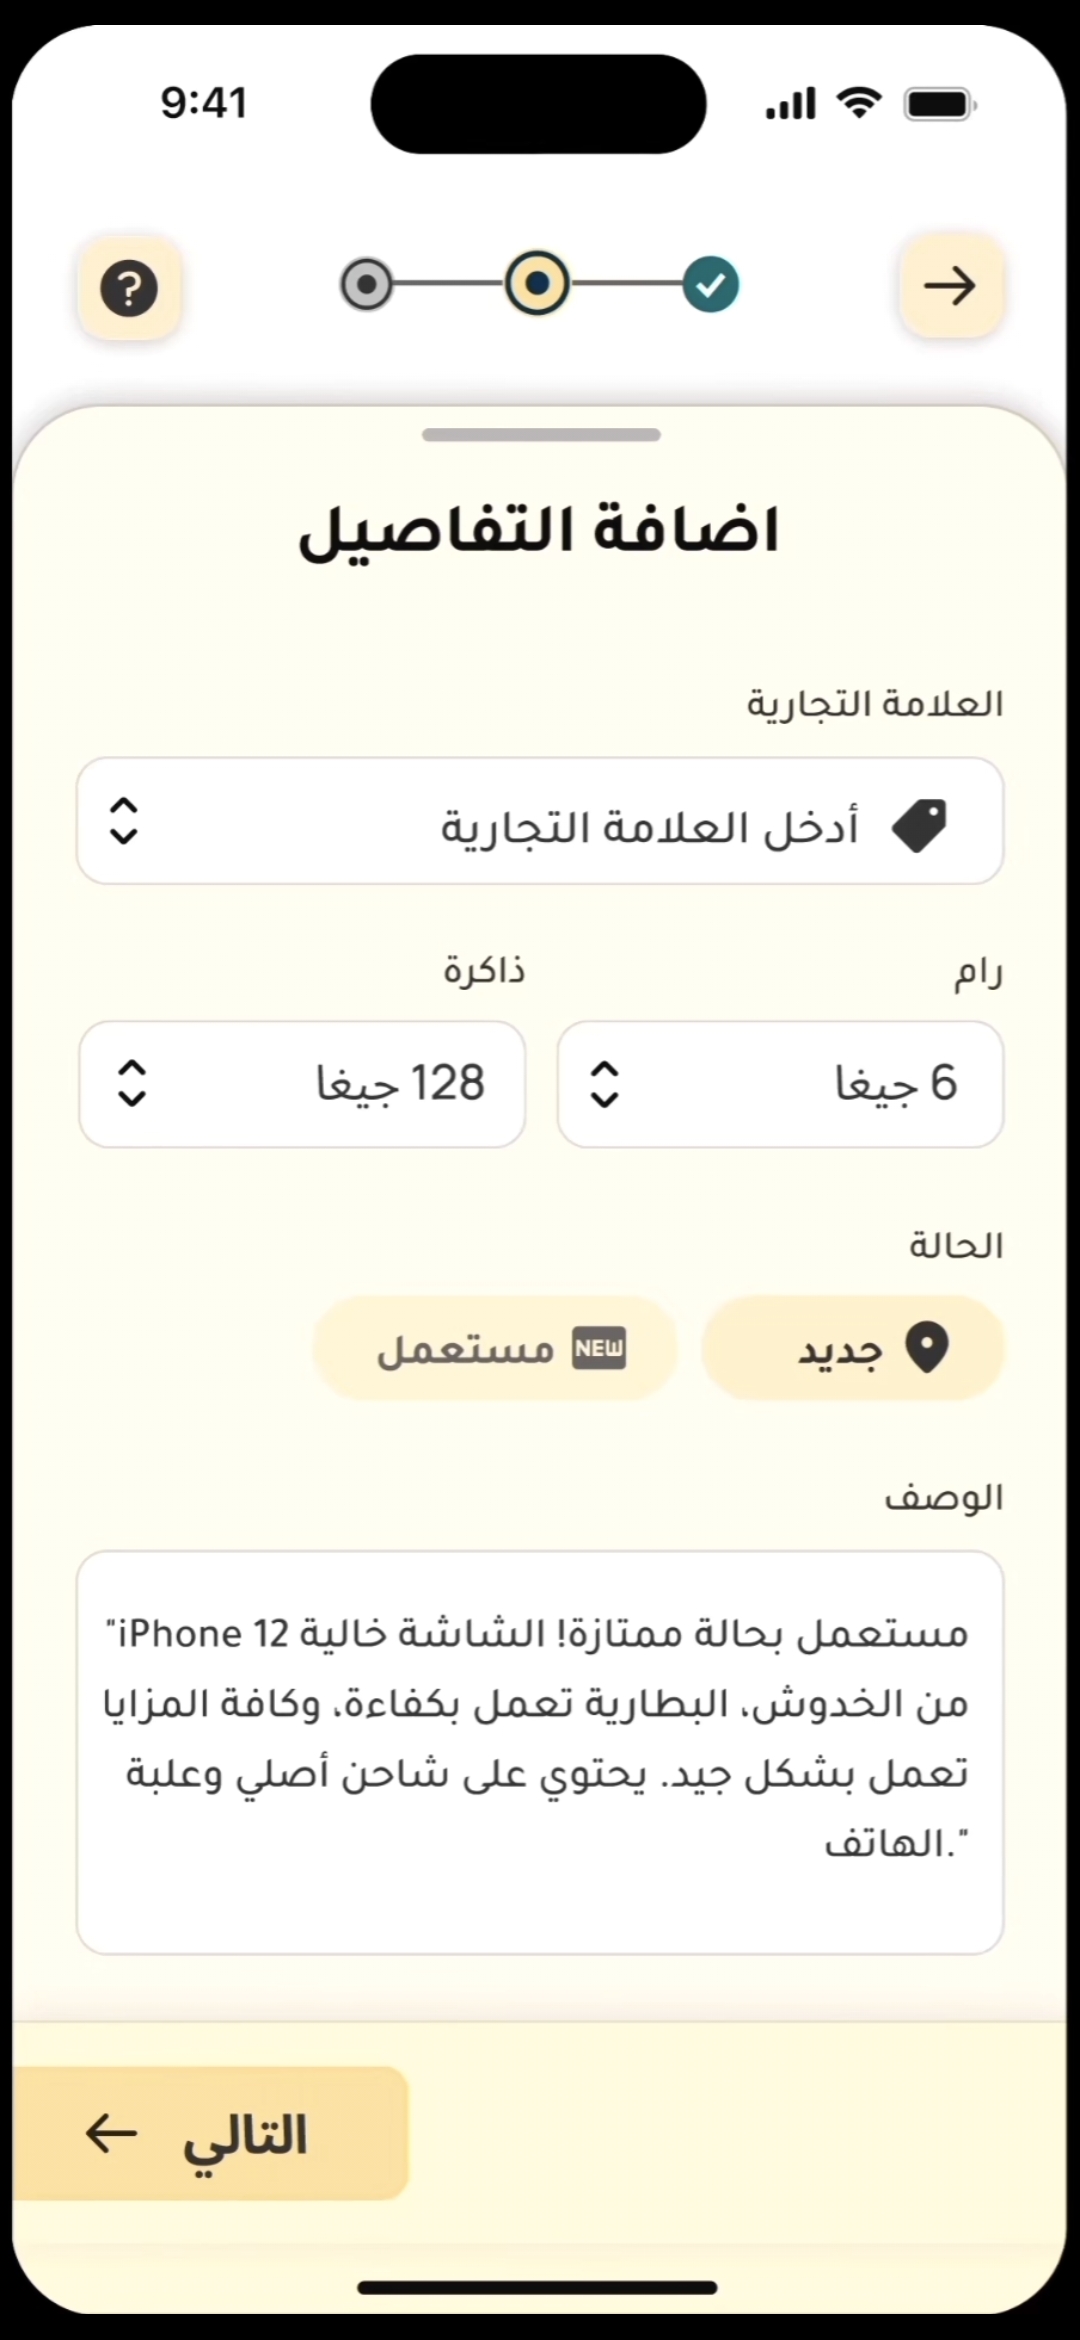 9:41
اضافة التفاصيل
العلامة التجارية
أدخل العلامة التجارية
رام
ذاكرة
6 جيغا
128 جيغا
الحالة
جديد
NEW مستعمل
الوصف
مستعمل بحالة ممتازة! الشاشة خالية iPhone 12"
من الخدوش، البطارية تعمل بكفاءة، وكافة المزايا
تعمل بشكل جيد. يحتوي على شاحن أصلي وعلبة
".الهاتف
التالي